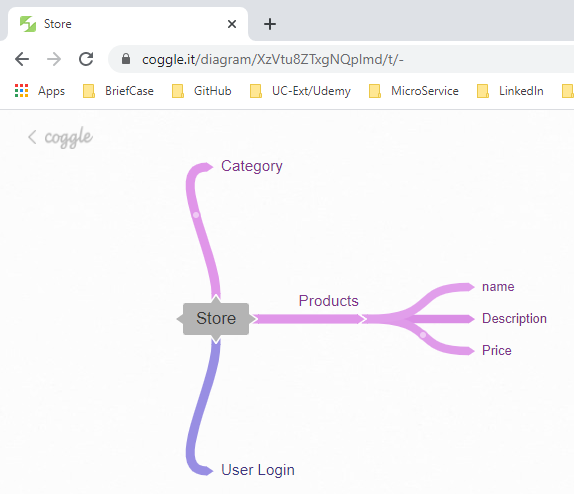 Store
coggle.it/diagram/XzVtu8ZTxgNQplmd/t/-
Apps BriefCase GitHub UC-Ext/Udemy MicroService LinkedIn
coggle
Category
Products
name
Store
Description
Price
User Login